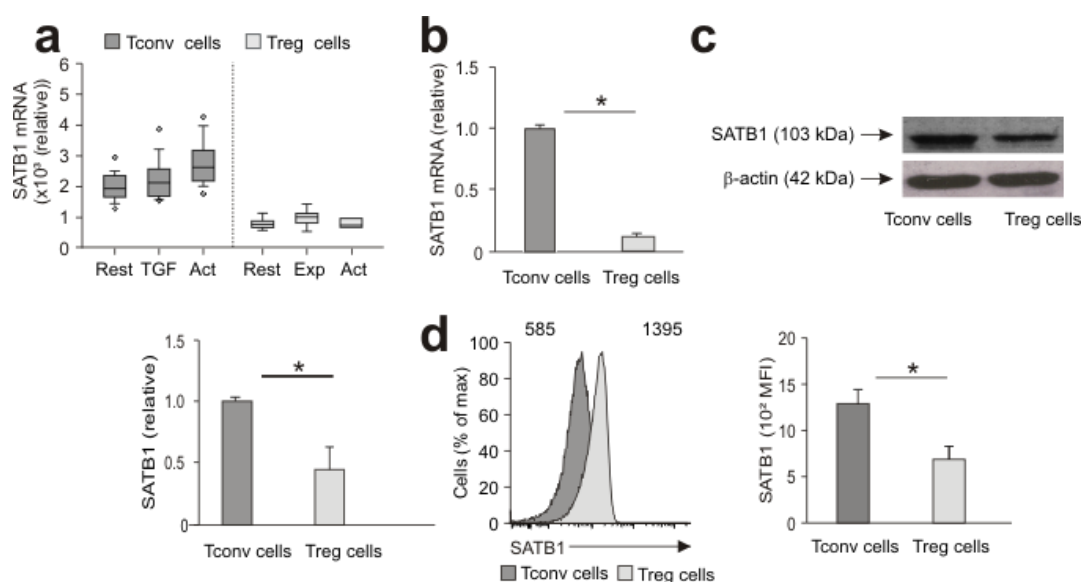 a
Tconv cells Treg cells
SATB1 mRNA
(x10³ (relative))
6
5
4
3
2
1
0
Rest TGF Act Rest Exp Act
b
SATB1 mRNA (relative)
1.5
1.0
0.5
0
*
Tconv cells Treg cells
c
SATB1 (103 kDa)
β-actin (42 kDa)
Tconv cells Treg cells
SATB1 (relative)
1.5
1.0
0.5
0
*
Tconv cells Treg cells
d
585 1395
Cells (% of max)
100
80
60
40
20
0
SATB1
Tconv cells Treg cells
SATB1 (10² MFI)
20
15
10
5
0
*
Tconv cells Treg cells